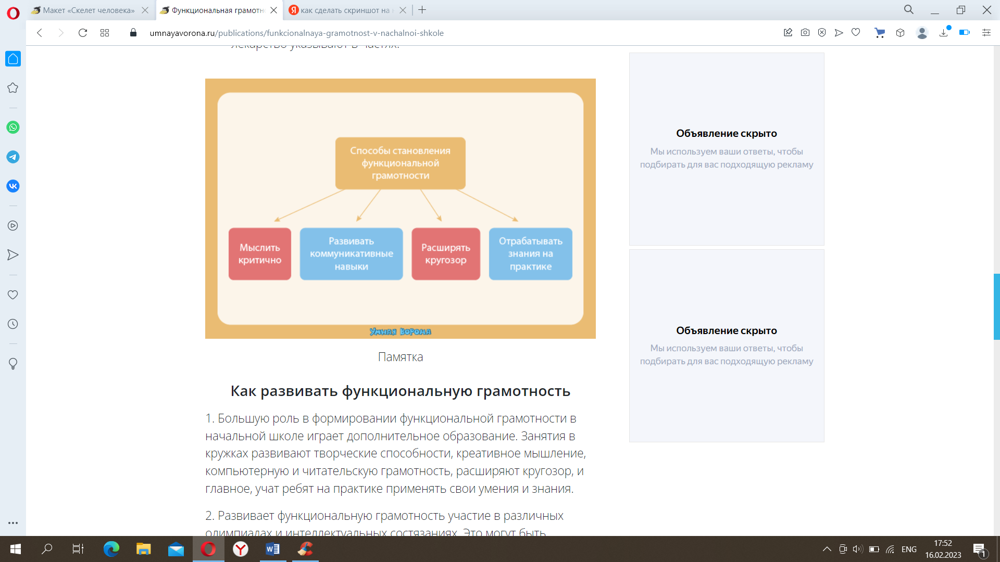 Макет «Скелет человека»
Функциональная грамотн
как сделать скриншот на н
umnayavorona.ru/publications/funkcionalnaya-gramotnost-v-nachalnoi-shkole
лекарство указывают в частях.
Способы становления
функциональной
грамотности
Мыслить
критично
Развивать
коммуникативные
навыки
Расширять
кругозор
Отрабатывать
знания на
практике
Умная ворона
Памятка
Как развивать функциональную грамотность
1. Большую роль в формировании функциональной грамотности в
начальной школе играет дополнительное образование. Занятия в
кружках развивают творческие способности, креативное мышление,
компьютерную и читательскую грамотность, расширяют кругозор, и
главное, учат ребят на практике применять свои умения и знания.
2. Развивает функциональную грамотность участие в различных
олимпиадах и интеллектуальных состязаниях. Это могут быть
Объявление скрыто
Мы используем ваши ответы, чтобы
подбирать для вас подходящую рекламу
Объявление скрыто
Мы используем ваши ответы, чтобы
подбирать для вас подходящую рекламу
ENG
17:52
16.02.2023
1